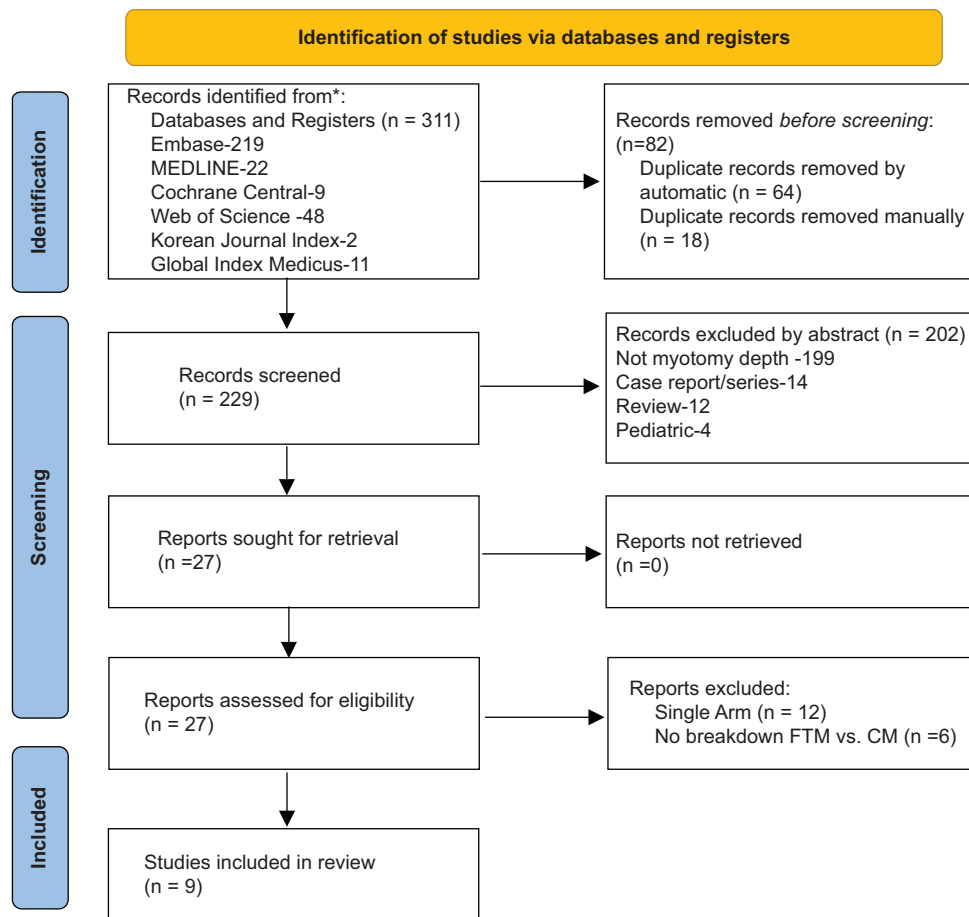 Identification of studies via databases and registers
Identification
Records identified from*:
Databases and Registers (n = 311)
Embase-219
MEDLINE-22
Cochrane Central-9
Web of Science -48
Korean Journal Index-2
Global Index Medicus-11
Records removed before screening:
(n=82)
Duplicate records removed by
automatic (n = 64)
Duplicate records removed manually
(n = 18)
Screening
Records screened
(n = 229)
Records excluded by abstract (n = 202)
Not myotomy depth -199
Case report/series-14
Review-12
Pediatric-4
Reports sought for retrieval
(n =27)
Reports not retrieved
(n =0)
Reports assessed for eligibility
(n = 27)
Reports excluded:
Single Arm (n = 12)
No breakdown FTM vs. CM (n =6)
Included
Studies included in review
(n = 9)